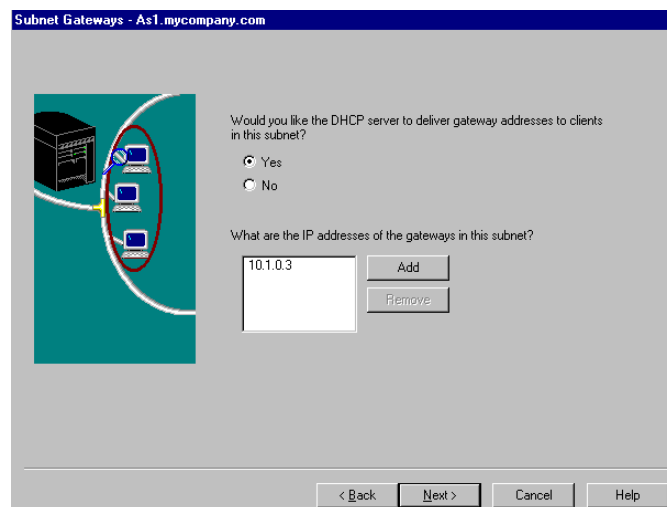 Subnet Gateways - As1.mycompany.com
Would you like the DHCP server to deliver gateway addresses to clients
in this subnet?
Yes
No
What are the IP addresses of the gateways in this subnet?
10.1.0.3
Add
Remove
< Back
Next >
Cancel
Help